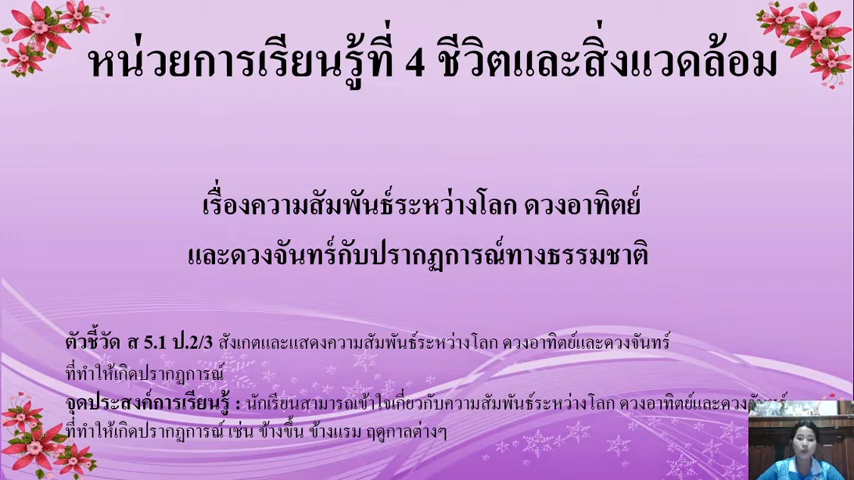 หน่วยการเรียนรู้ที่ 4 ชีวิตและสิ่งแวดล้อม
เรื่องความสัมพันธ์ระหว่างโลก ดวงอาทิตย์
และดวงจันทร์กับปรากฏการณ์ทางธรรมชาติ
ตัวชี้วัด ส 5.1 ป.2/3 สังเกตและแสดงความสัมพันธ์ระหว่างโลก ดวงอาทิตย์และดวงจันทร์
ที่ทำให้เกิดปรากฏการณ์
จุดประสงค์การเรียนรู้ : นักเรียนสามารถเข้าใจเกี่ยวกับความสัมพันธ์ระหว่างโลก ดวงอาทิตย์และดวงจันทร์
ที่ทำให้เกิดปรากฏการณ์ เช่น ข้างขึ้น ข้างแรม ฤดูกาลต่างๆ